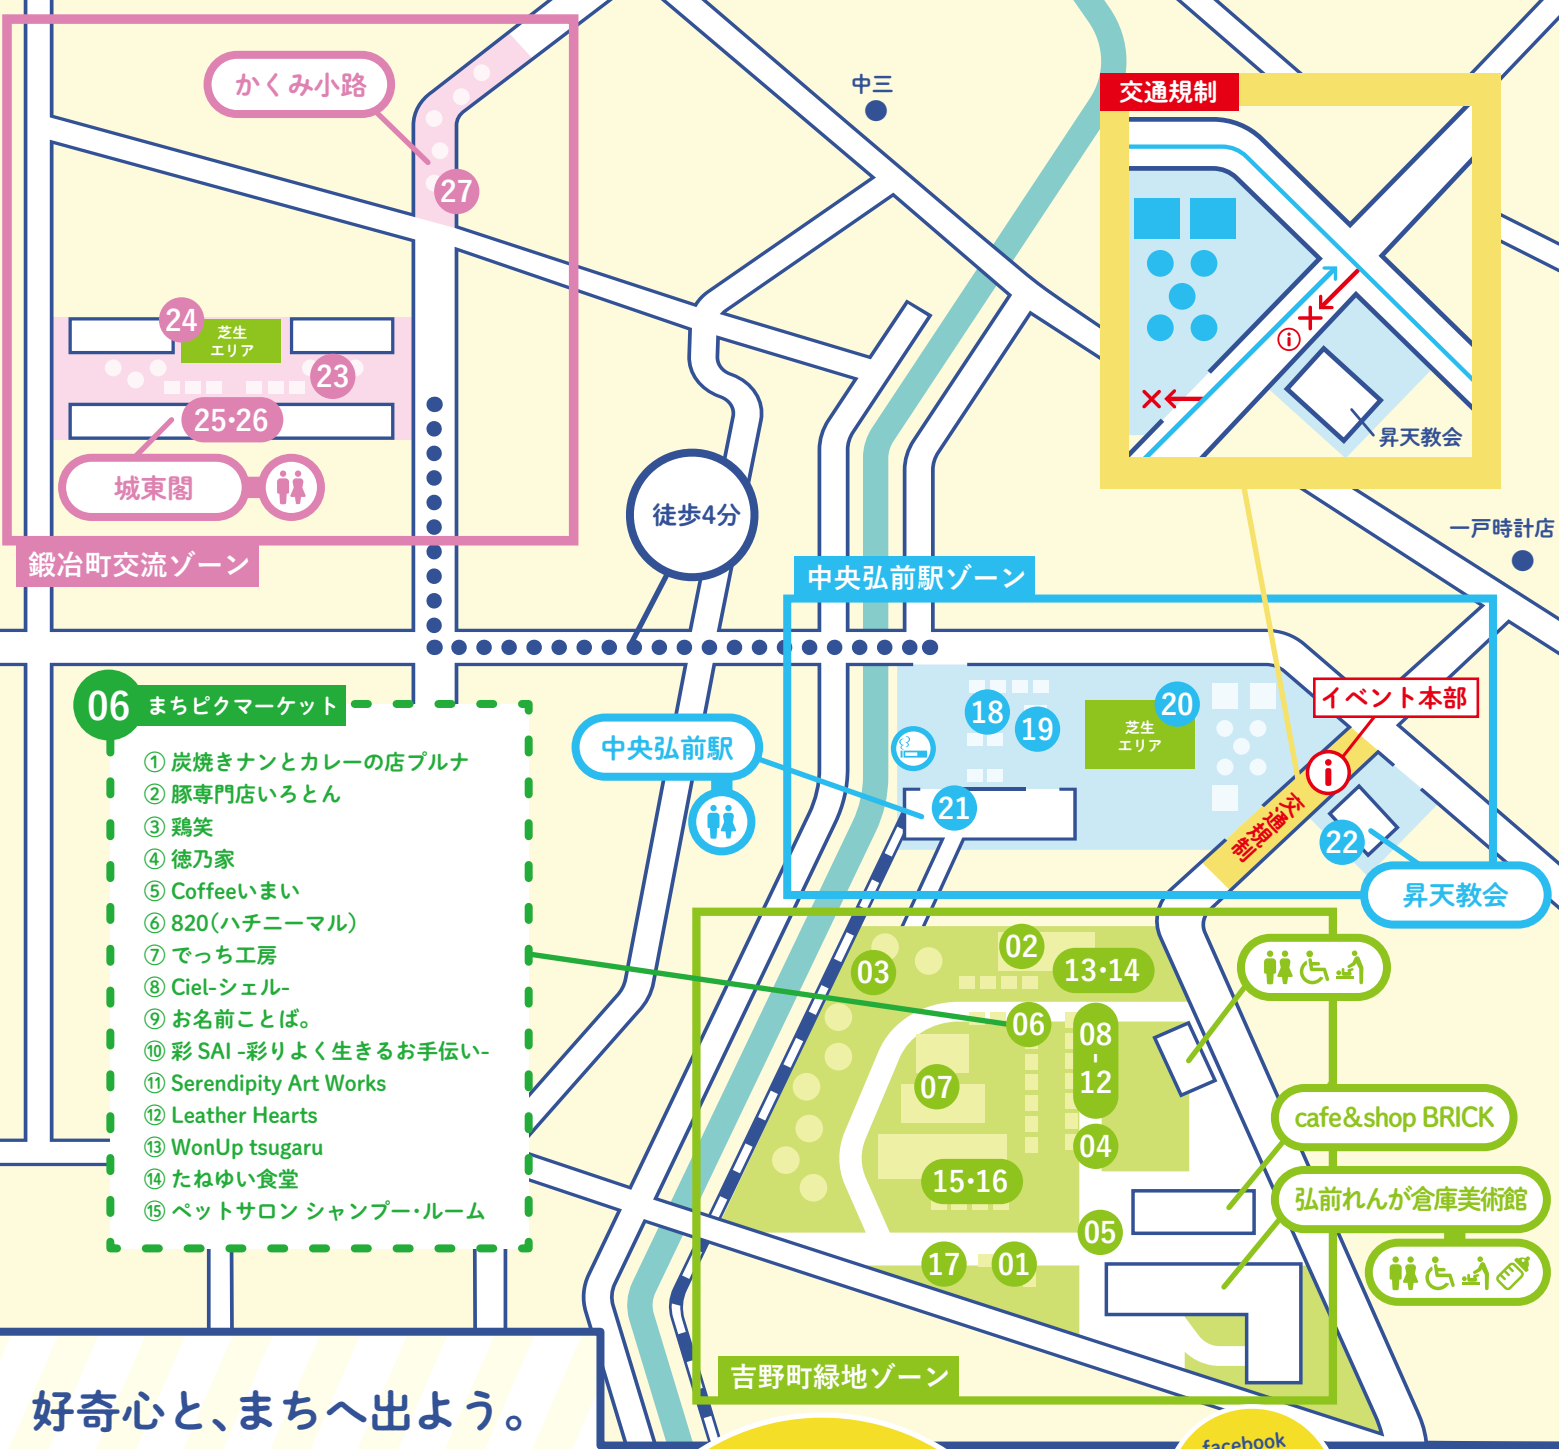 かくみ小路
27
24
芝生
エリア
23
25・26
城東閣
鍛冶町交流ゾーン
中三
交通規制
昇天教会
一戸時計店
徒歩4分
中央弘前駅ゾーン
18
19
芝生
エリア
20
イベント本部
中央弘前駅
21
交通規制
22
昇天教会
06 まちピクマーケット
① 炭焼きナンとカレーの店プルナ
② 豚専門店いろとん
③ 鶏笑
④ 徳乃家
⑤ Coffeeいまい
⑥ 820(ハチニーマル)
⑦ でっち工房
⑧ Ciel-シェル-
⑨ お名前ことば。
⑩ 彩 SAI -彩りよく生きるお手伝い-
⑪ Serendipity Art Works
⑫ Leather Hearts
⑬ WonUp tsugaru
⑭ たねゆい食堂
⑮ ペットサロン シャンプー・ルーム
02
03
13・14
06
08
-
12
07
04
15・16
05
17
01
cafe&shop BRICK
弘前れんが倉庫美術館
吉野町緑地ゾーン
好奇心と、まちへ出よう。
facebook